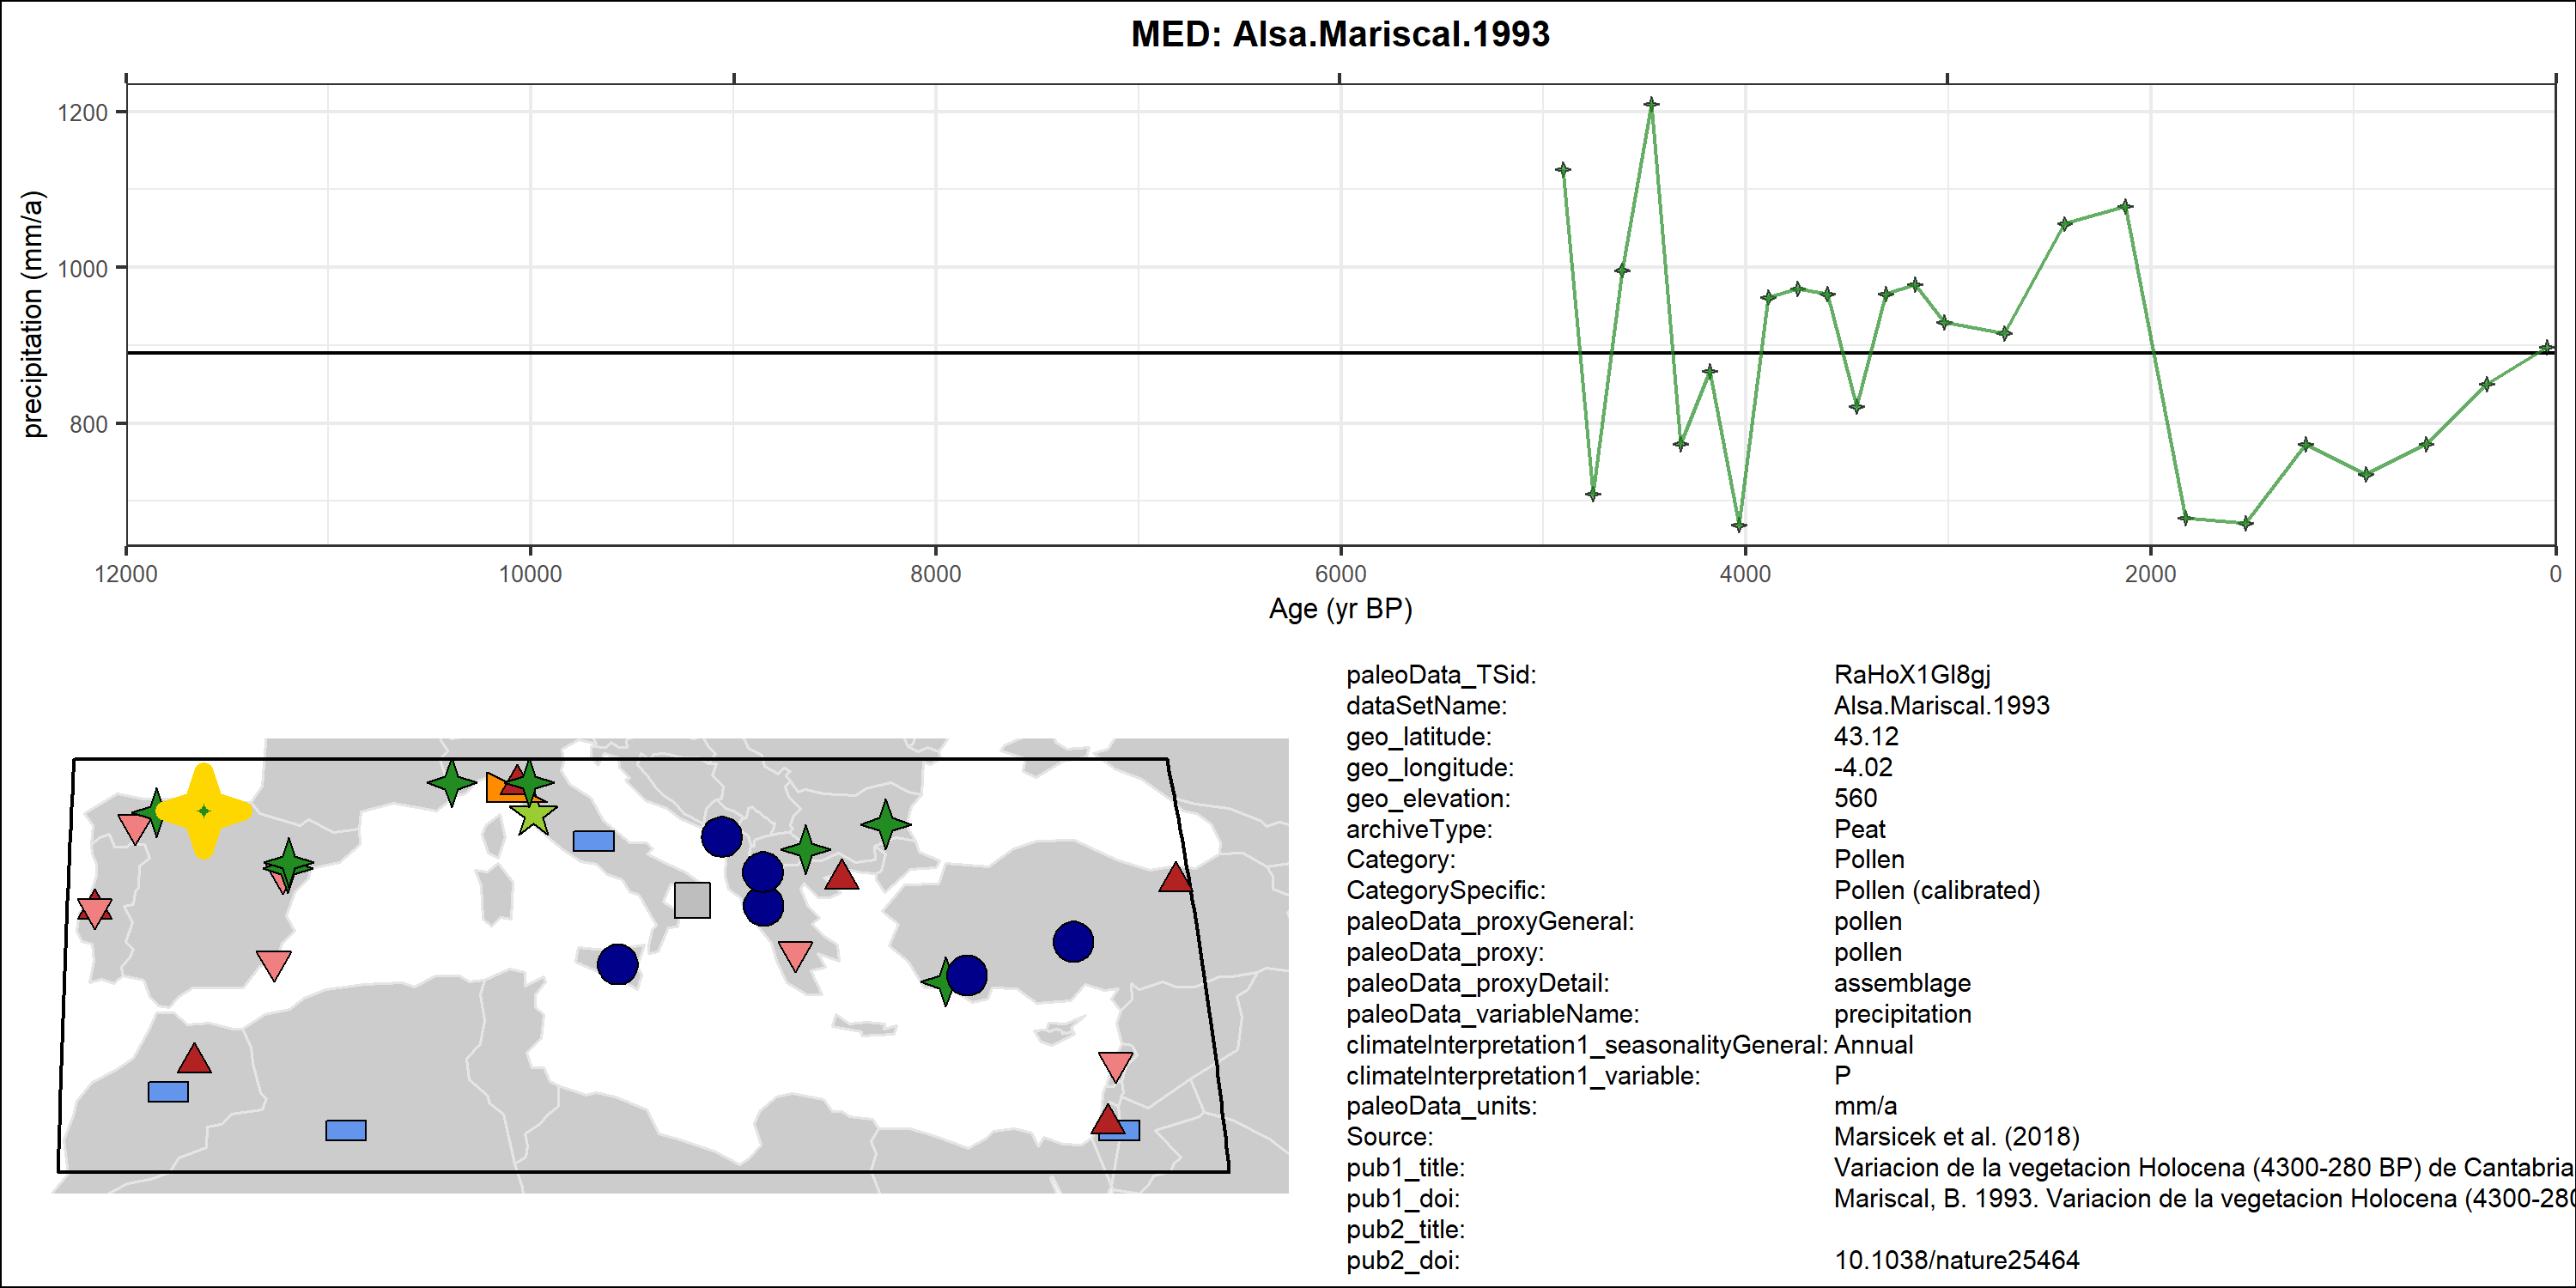 MED: Alsa.Mariscal.1993
1200
1000
800
precipitation (mm/a)
12000 10000 8000 6000 4000 2000 0
Age (yr BP)
paleoData_TSid: RaHoX1Gl8gj
dataSetName: Alsa.Mariscal.1993
geo_latitude: 43.12
geo_longitude: -4.02
geo_elevation: 560
archiveType: Peat
Category: Pollen
CategorySpecific: Pollen (calibrated)
paleoData_proxyGeneral: pollen
paleoData_proxy: pollen
paleoData_proxyDetail: assemblage
paleoData_variableName: precipitation
climateInterpretation1_seasonalityGeneral: Annual
climateInterpretation1_variable: P
paleoData_units: mm/a
Source: Marsicek et al. (2018)
pub1_title: Variacion de la vegetacion Holocena (4300-280 BP) de Cantabria
pub1_doi: Mariscal, B. 1993. Variacion de la vegetacion Holocena (4300-280
pub2_title:
pub2_doi: 10.1038/nature25464